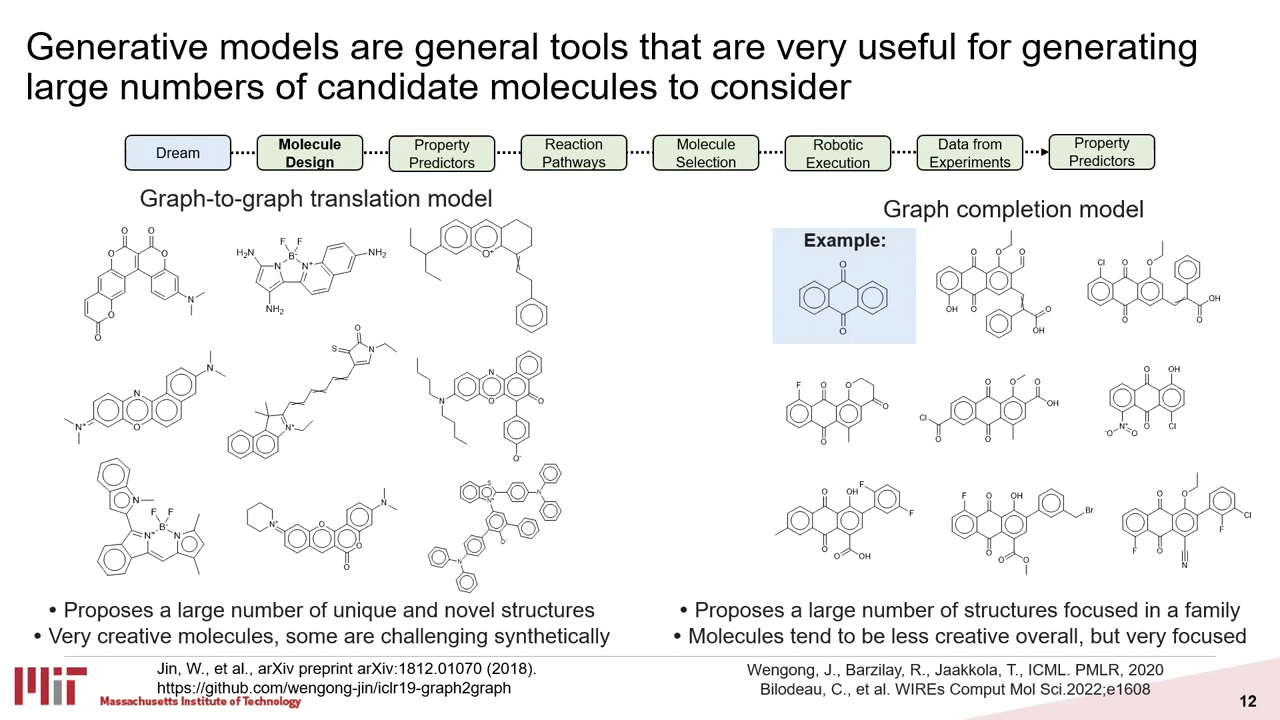 Generative models are general tools that are very useful for generating
large numbers of candidate molecules to consider
Dream
Molecule
Design
Property
Predictors
Reaction
Pathways
Molecule
Selection
Robotic
Execution
Data from
Experiments
Property
Predictors
Graph-to-graph translation model
Graph completion model
Example:
• Proposes a large number of unique and novel structures
• Very creative molecules, some are challenging synthetically
• Proposes a large number of structures focused in a family
• Molecules tend to be less creative overall, but very focused
Jin, W., et al., arXiv preprint arXiv:1812.01070 (2018).
https://github.com/wengong-jin/iclr19-graph2graph
Wengong, J., Barzilay, R., Jaakkola, T., ICML. PMLR, 2020
Bilodeau, C., et al. WIREs Comput Mol Sci.2022;e1608
MIT
Massachusetts Institute of Technology
12